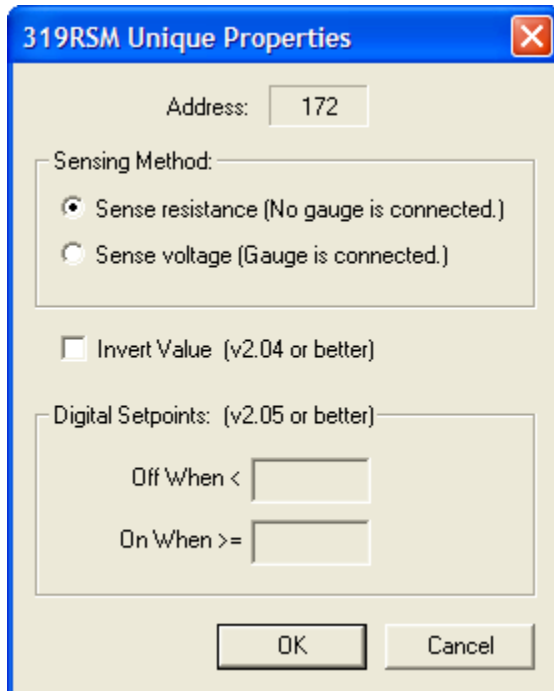 319RSM Unique Properties
Address: 172
Sensing Method:
Sense resistance (No gauge is connected.)
Sense voltage (Gauge is connected.)
Invert Value (v2.04 or better)
Digital Setpoints: (v2.05 or better)
Off When <
On When >=
OK Cancel